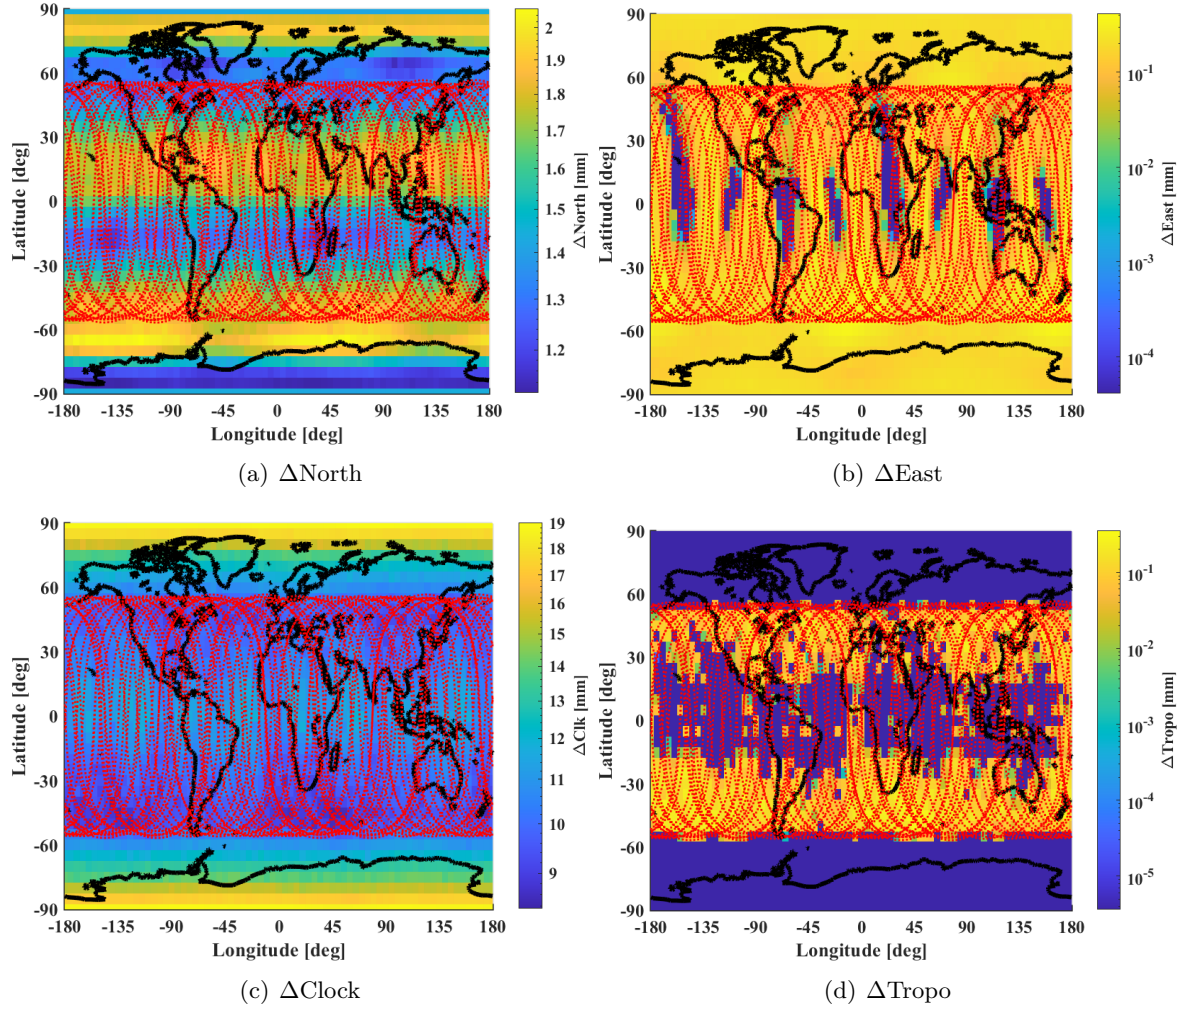 90
60
30
0
-30
-60
-90
Latitude [deg]
-180 -135 -90 -45 0 45 90 135 180
Longitude [deg]
2
1.9
1.8
1.7
1.6
1.5
1.4
1.3
1.2
ΔNorth [mm]
(a) ΔNorth
90
60
30
0
-30
-60
-90
Latitude [deg]
-180 -135 -90 -45 0 45 90 135 180
Longitude [deg]
10^-1
10^-2
10^-3
10^-4
ΔEast [mm]
(b) ΔEast
90
60
30
0
-30
-60
-90
Latitude [deg]
-180 -135 -90 -45 0 45 90 135 180
Longitude [deg]
19
18
17
16
15
14
13
12
11
10
9
ΔClk [mm]
(c) ΔClock
90
60
30
0
-30
-60
-90
Latitude [deg]
-180 -135 -90 -45 0 45 90 135 180
Longitude [deg]
10^-1
10^-2
10^-3
10^-4
10^-5
ΔTropo [mm]
(d) ΔTropo